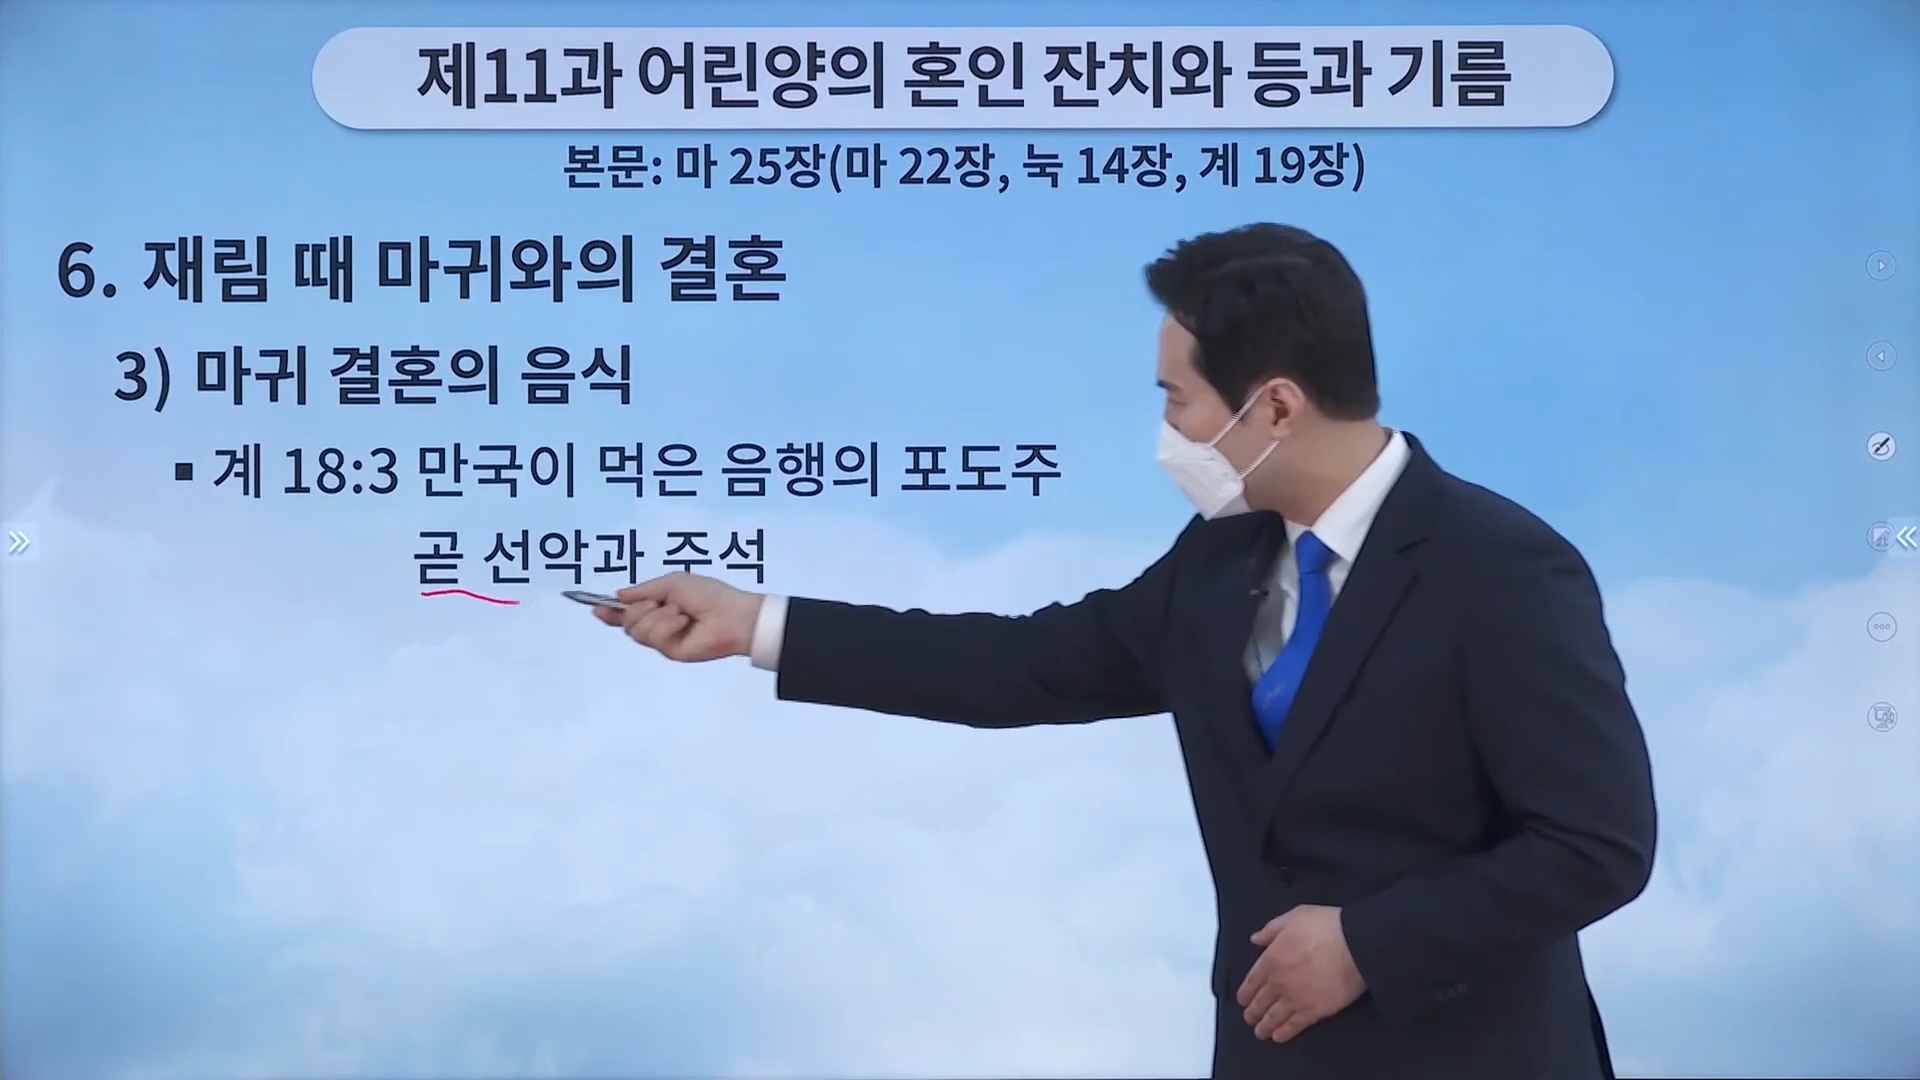 제11과 어린양의 혼인 잔치와 등과 기름
본문: 마 25장(마 22장, 눅 14장, 계 19장)
6. 재림 때 마귀와의 결혼
3) 마귀 결혼의 음식
▪ 계 18:3 만국이 먹은 음행의 포도주
곧 선악과 주석